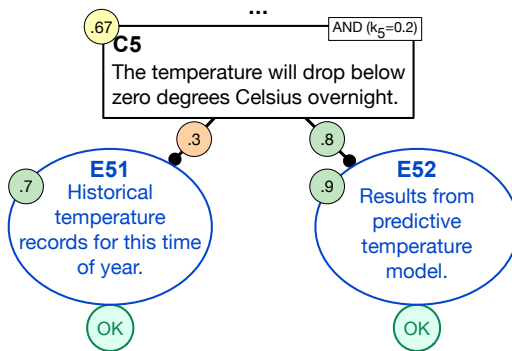 ...
.67
AND (k₅=0.2)
C5
The temperature will drop below
zero degrees Celsius overnight.
.3
.8
.7
E51
Historical
temperature
records for this time
of year.
OK
.9
E52
Results from
predictive
temperature
model.
OK